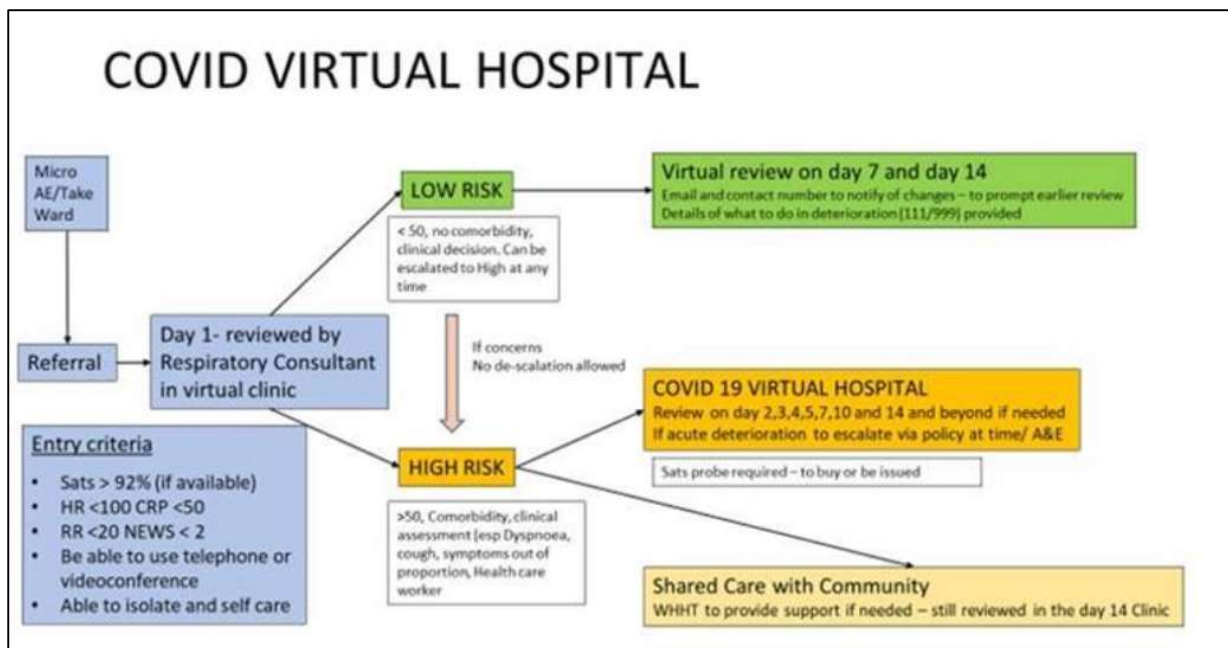 COVID VIRTUAL HOSPITAL
Micro
AE/Take
Ward
Referral
Day 1- reviewed by
Respiratory Consultant
in virtual clinic
Entry criteria
• Sats > 92% (if available)
• HR <100 CRP <50
• RR <20 NEWS < 2
• Be able to use telephone or
videoconference
• Able to isolate and self care
LOW RISK
< 50, no comorbidity,
clinical decision. Can be
escalated to High at any
time
If concerns
No de-scalation allowed
HIGH RISK
>50, Comorbidity, clinical
assessment (esp Dyspnoea,
cough, symptoms out of
proportion, Health care
worker
Virtual review on day 7 and day 14
Email and contact number to notify of changes – to prompt earlier review
Details of what to do in deterioration (111/999) provided
COVID 19 VIRTUAL HOSPITAL
Review on day 2,3,4,5,7,10 and 14 and beyond if needed
If acute deterioration to escalate via policy at time/ A&E
Sats probe required – to buy or be issued
Shared Care with Community
WHHT to provide support if needed – still reviewed in the day 14 Clinic